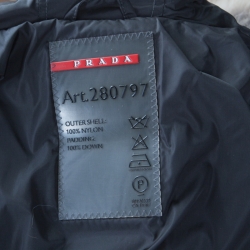 PRADA
Art.280797
OUTER SHELL:
100% NYLON
PADDING:
100% DOWN
P